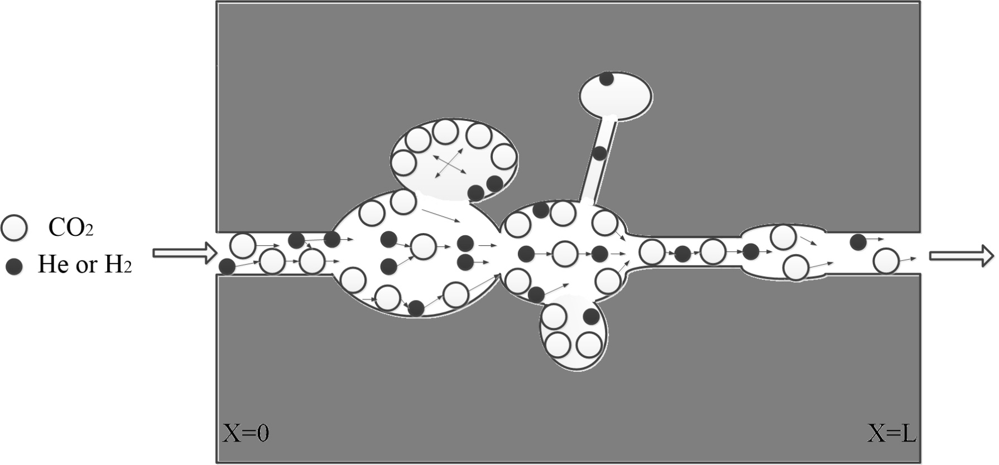 CO2
He or H2
X=0
X=L